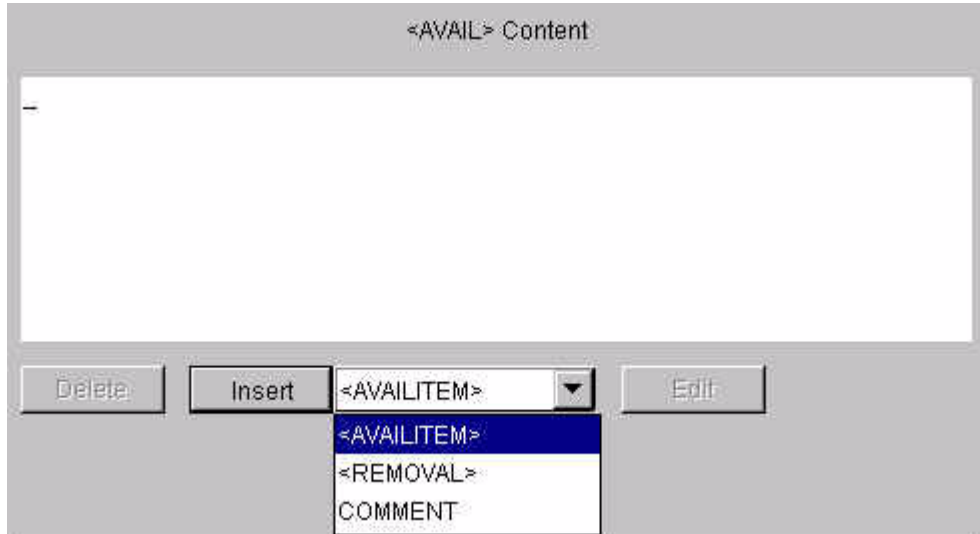 <AVAIL> Content
Delete Insert <AVAILITEM> Edit
<AVAILITEM>
<REMOVAL>
COMMENT